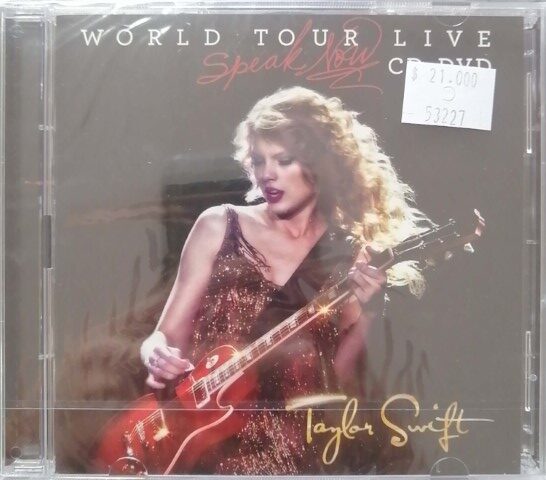 WORLD TOUR LIVE
Speak Now CD+DVD
$ 21.000
53227
Taylor Swift